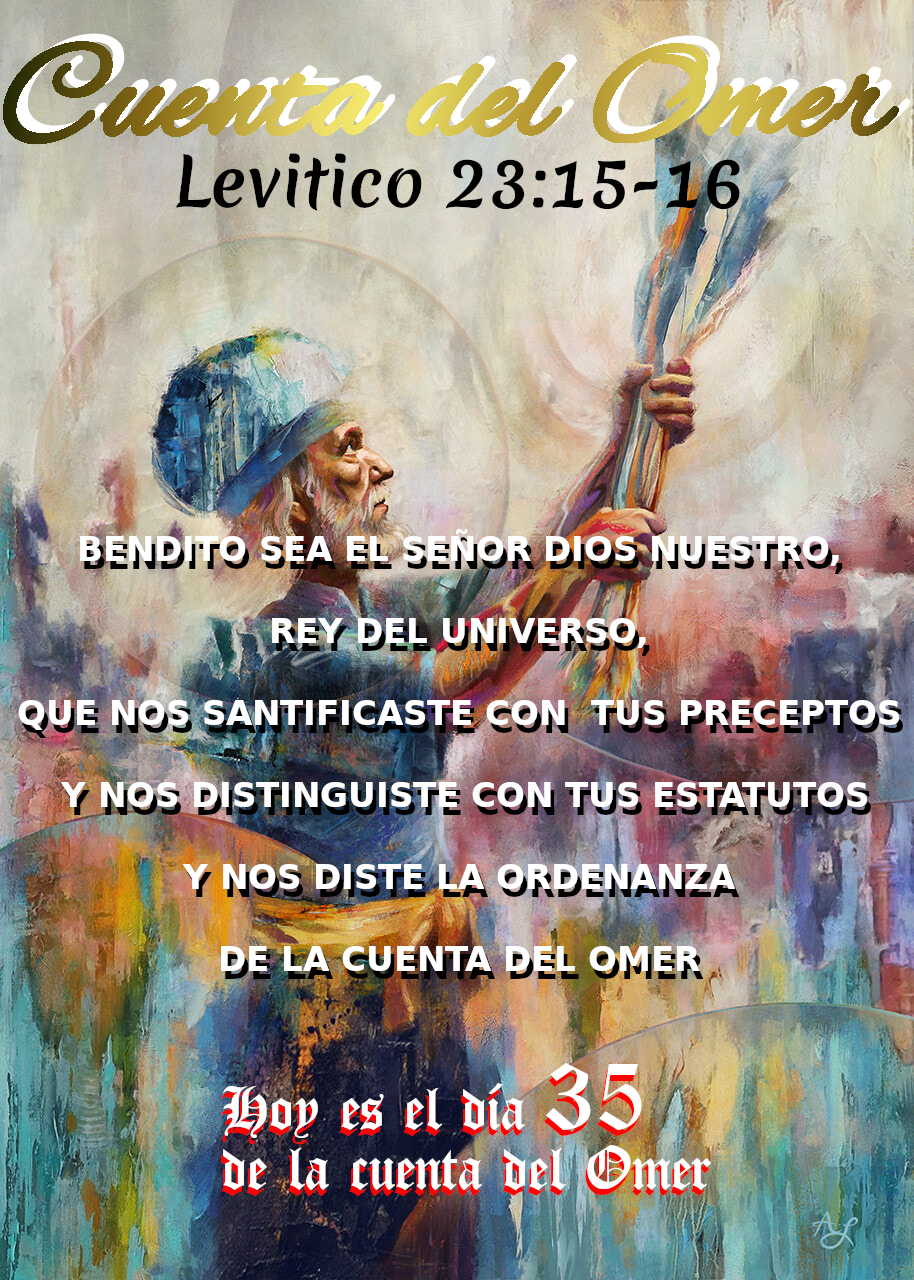 Cuenta del Omer
Levitico 23:15-16
BENDITO SEA EL SEÑOR DIOS NUESTRO,
REY DEL UNIVERSO,
QUE NOS SANTIFICASTE CON TUS PRECEPTOS
Y NOS DISTINGUISTE CON TUS ESTATUTOS
Y NOS DISTE LA ORDENANZA
DE LA CUENTA DEL OMER
Hoy es el día 35
de la cuenta del Omer
AL